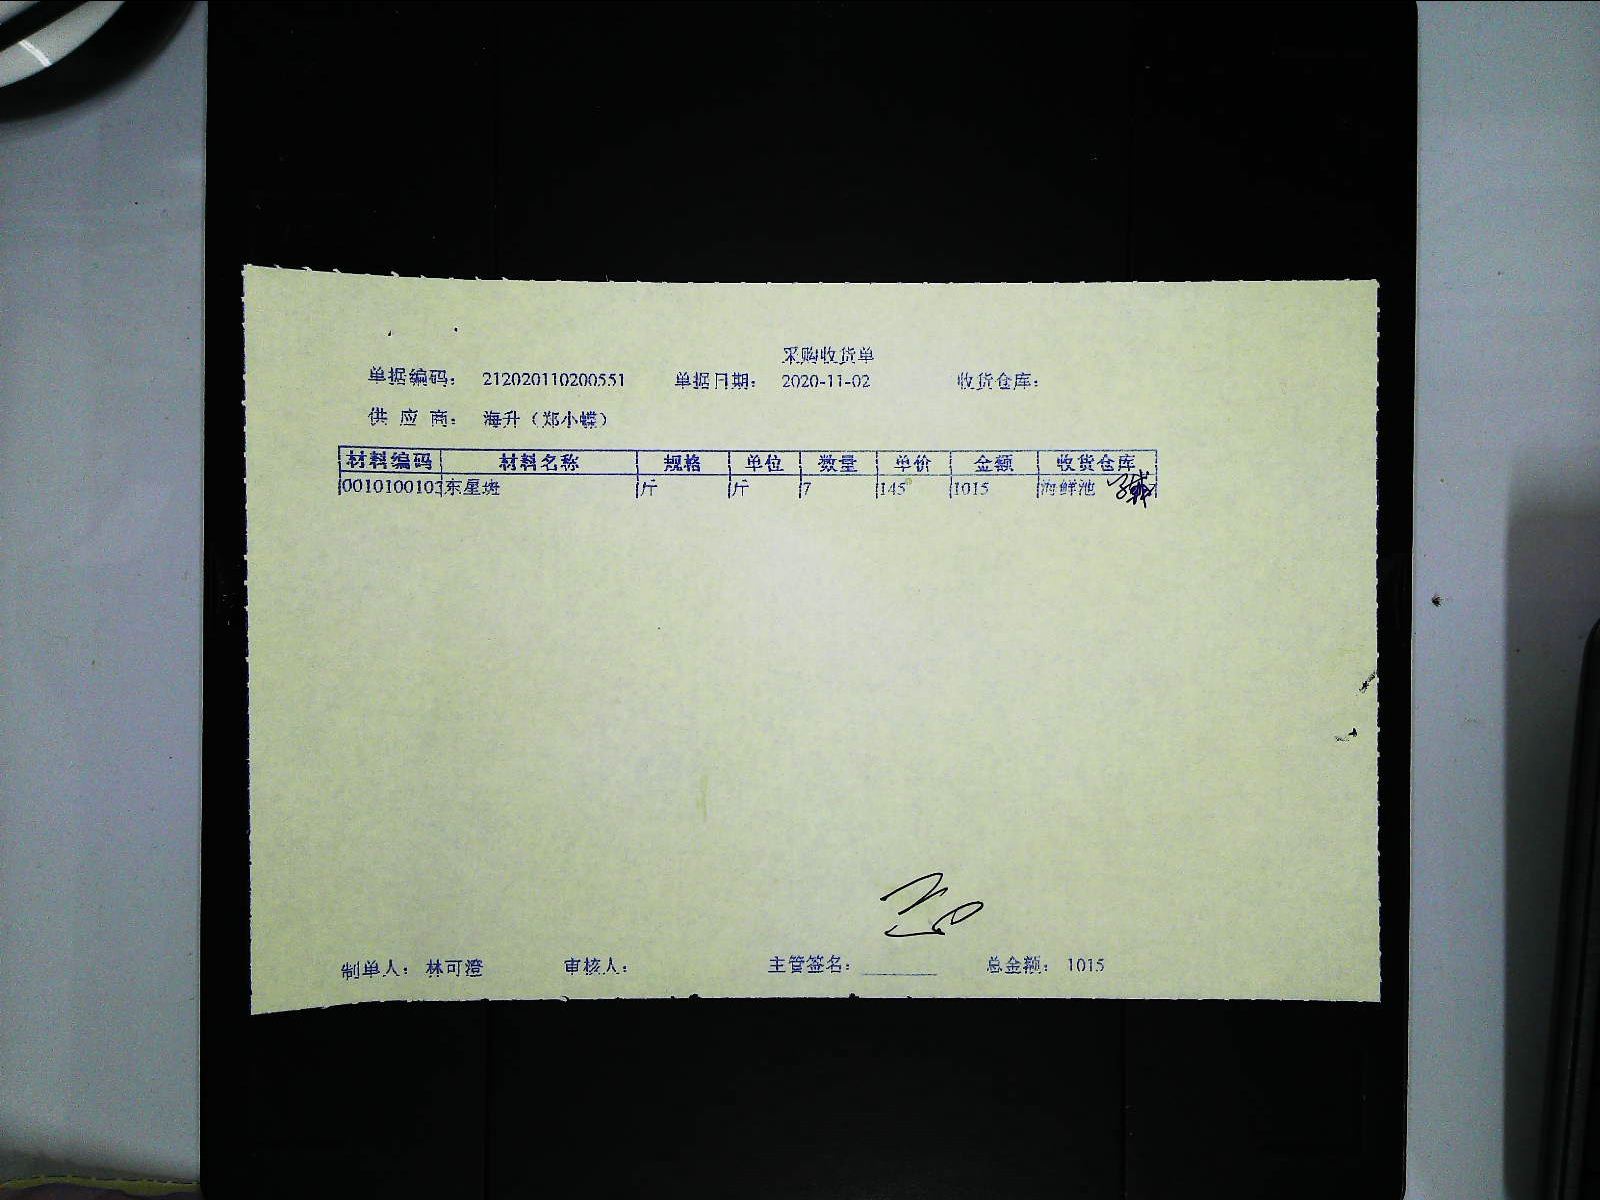 采购收货单
单据编码： 212020110200551 单据日期： 2020-11-02 收货仓库：
供 应 商： 海升（郑小蝶）
材料编码 材料名称 规格 单位 数量 单价 金额 收货仓库
0010100103 东星斑 斤 斤 7 145 1015 海鲜池
制单人： 林可澄 审核人： 主管签名： 总金额： 1015